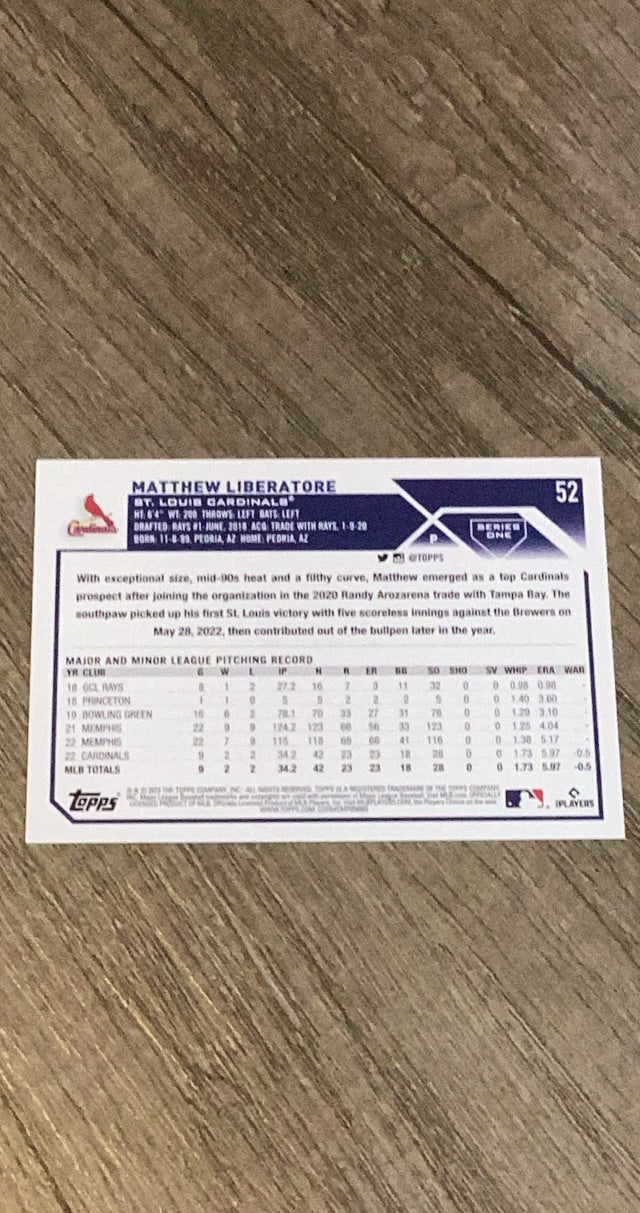 MATTHEW LIBERATORE
52
ST. LOUIS CARDINALS®
Cardinals
HT: 6'4" WT: 200 THROWS: LEFT BATS: LEFT
DRAFTED: RAYS #1-JUNE, 2018 ACQ: TRADE WITH RAYS, 1-9-20
BORN: 11-6-99, PEORIA, AZ HOME: PEORIA, AZ
P
SERIES
ONE
@TOPPS
With exceptional size, mid-90s heat and a filthy curve, Matthew emerged as a top Cardinals
prospect after joining the organization in the 2020 Randy Arozarena trade with Tampa Bay. The
southpaw picked up his first St. Louis victory with five scoreless innings against the Brewers on
May 28, 2022, then contributed out of the bullpen later in the year.
MAJOR AND MINOR LEAGUE PITCHING RECORD
YR CLUB G W L IP H R ER BB SO SHO SV WHIP ERA WAR
18 GCL RAYS 8 1 2 27.2 16 7 3 11 32 0 0 0.98 0.98 -
18 PRINCETON 1 1 0 5 5 2 2 2 5 0 0 1.40 3.60 -
19 BOWLING GREEN 16 6 2 78.1 70 33 27 31 76 0 0 1.29 3.10 -
21 MEMPHIS 22 9 9 124.2 123 66 56 33 123 0 0 1.25 4.04 -
22 MEMPHIS 22 7 9 115 118 68 66 41 116 0 0 1.38 5.17 -
22 CARDINALS 9 2 2 34.2 42 23 23 18 28 0 0 1.73 5.97 -0.5
MLB TOTALS 9 2 2 34.2 42 23 23 18 28 0 0 1.73 5.97 -0.5
Topps
PLAYERS